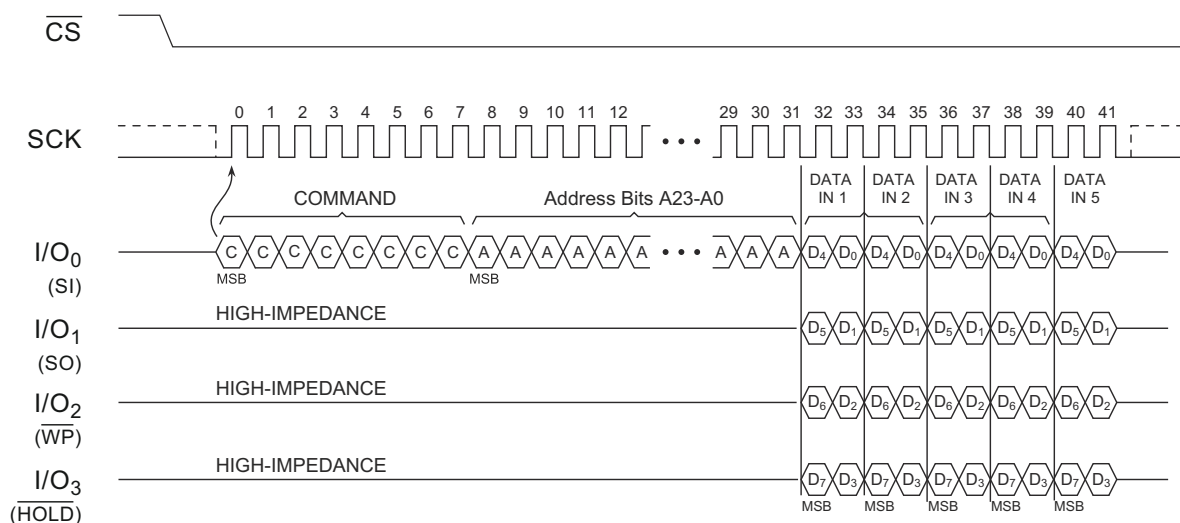 CS
SCK
0 1 2 3 4 5 6 7 8 9 10 11 12 • • • 29 30 31 32 33 34 35 36 37 38 39 40 41
COMMAND
Address Bits A23-A0
DATA IN 1
DATA IN 2
DATA IN 3
DATA IN 4
DATA IN 5
I/O0 (SI)
C C C C C C C C A A A A A A • • • A A A D4 D0 D4 D0 D4 D0 D4 D0 D4 D0
MSB MSB
I/O1 (SO)
HIGH-IMPEDANCE
D5 D1 D5 D1 D5 D1 D5 D1 D5 D1
I/O2 (WP)
HIGH-IMPEDANCE
D6 D2 D6 D2 D6 D2 D6 D2 D6 D2
I/O3 (HOLD)
HIGH-IMPEDANCE
D7 D3 D7 D3 D7 D3 D7 D3 D7 D3
MSB MSB MSB MSB MSB